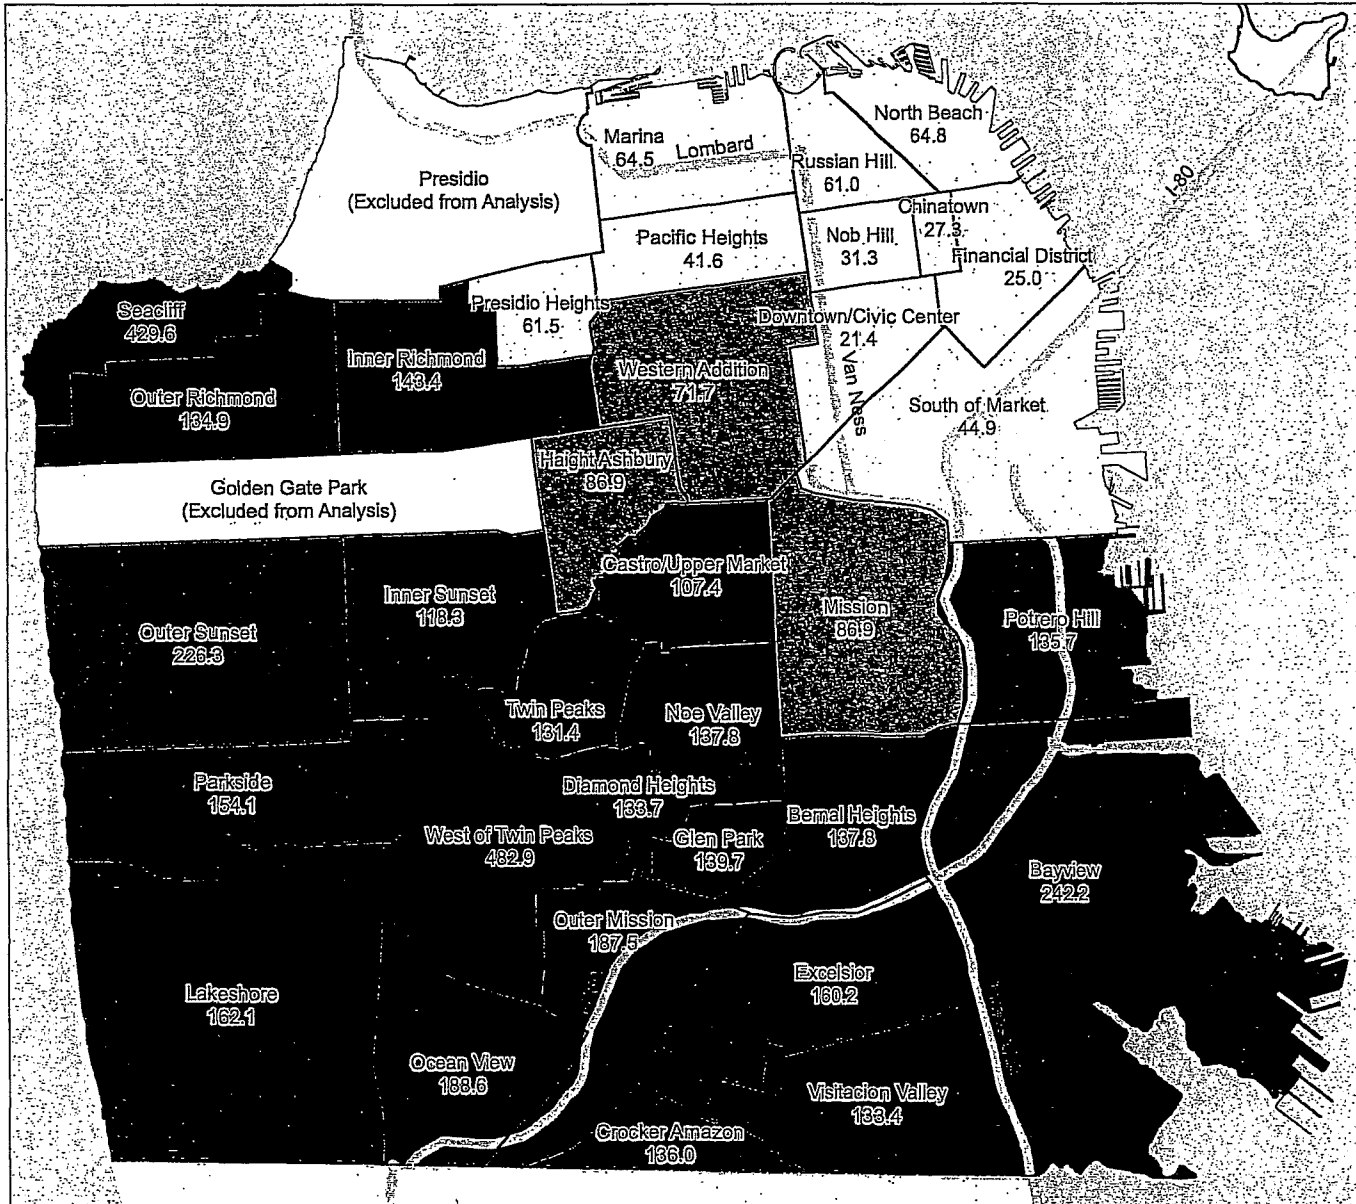 North Beach
64.8
Marina
64.5
Lombard
Russian Hill
61.0
I-80
Presidio
(Excluded from Analysis)
Chinatown
27.3
Pacific Heights
41.6
Nob Hill
31.3
Financial District
25.0
Seacliff
429.6
Presidio Heights
61.5
Downtown/Civic Center
21.4
Van Ness
Inner Richmond
143.4
Western Addition
71.7
Outer Richmond
134.9
South of Market
44.9
Haight Ashbury
86.9
Golden Gate Park
(Excluded from Analysis)
Castro/Upper Market
107.4
Inner Sunset
118.3
Mission
86.9
Potrero Hill
135.7
Outer Sunset
226.3
Twin Peaks
131.4
Noe Valley
137.8
Parkside
154.1
Diamond Heights
133.7
Bernal Heights
137.8
West of Twin Peaks
482.9
Glen Park
139.7
Bayview
242.2
Outer Mission
187.5
Excelsior
160.2
Lakeshore
162.1
Ocean View
188.6
Visitacion Valley
133.4
Crocker Amazon
136.0